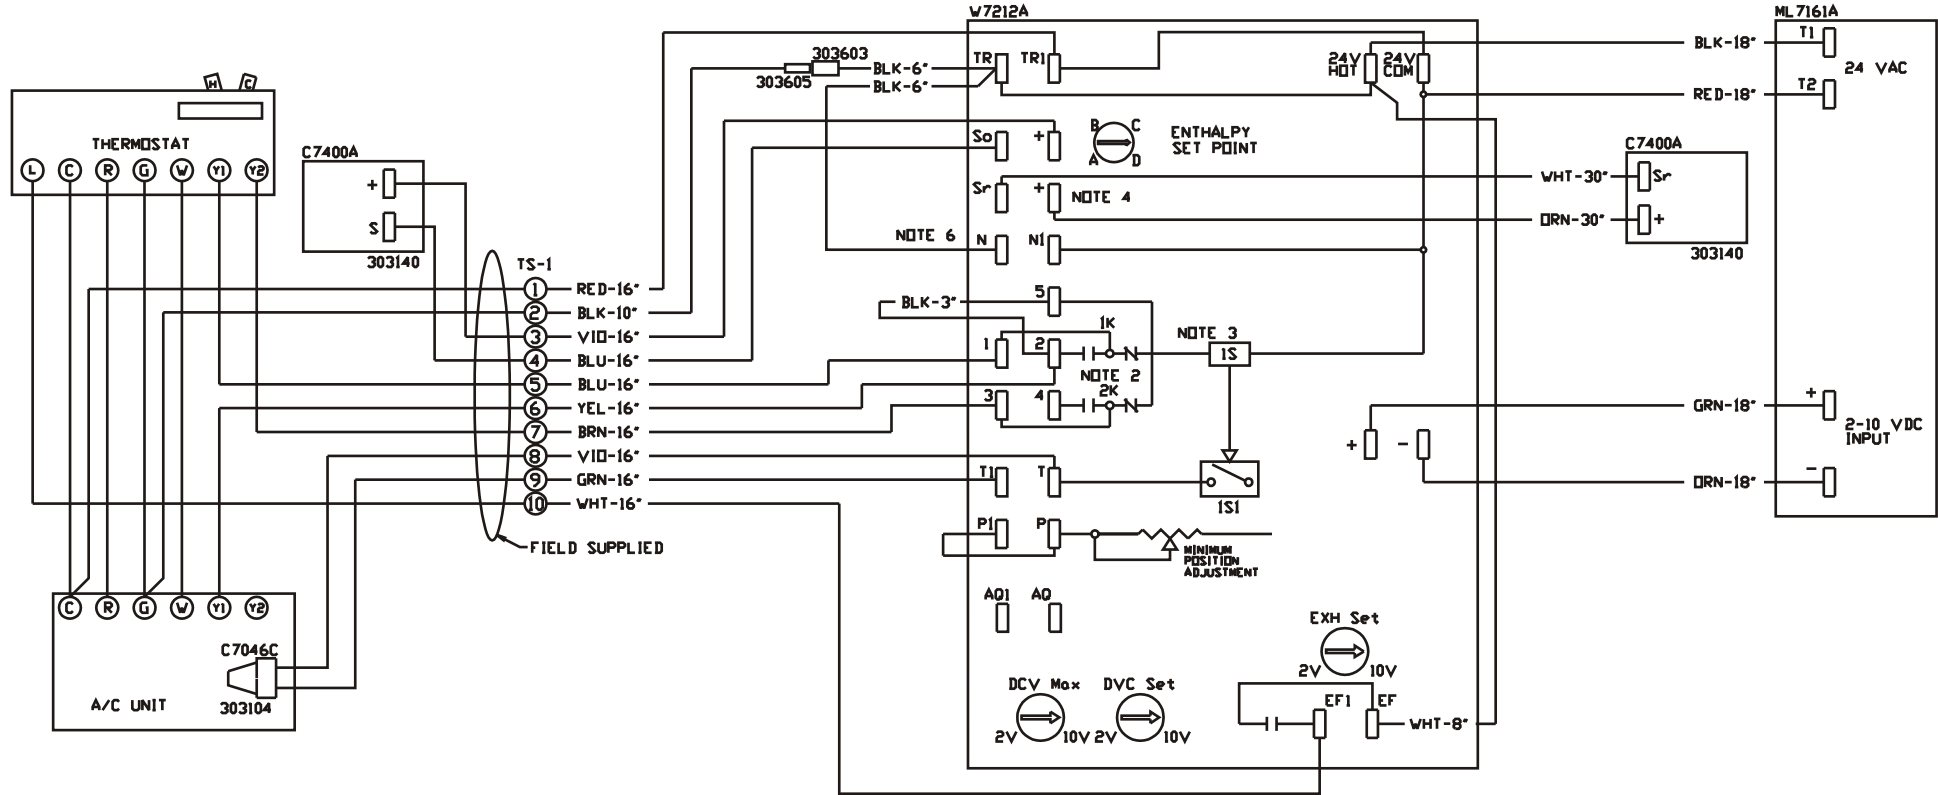 W7212A
ML7161A
303603
303605
BLK-6"
BLK-6"
TR
TR1
24V
HOT
24V
COM
BLK-18"
T1
24 VAC
RED-18"
T2
H
C
THERMOSTAT
L
C
R
G
W
Y1
Y2
C7400A
+
S
303140
So
+
B
C
A
D
ENTHALPY
SET POINT
Sr
+
NOTE 4
WHT-30"
ORN-30"
C7400A
Sr
+
303140
NOTE 6
N
N1
TS-1
1
RED-16"
2
BLK-10"
3
VIO-16"
4
BLU-16"
5
BLU-16"
6
YEL-16"
7
BRN-16"
8
VIO-16"
9
GRN-16"
10
WHT-16"
FIELD SUPPLIED
BLK-3"
5
1K
1
2
NOTE 3
1S
NOTE 2
2K
3
4
T1
T
1S1
P1
P
MINIMUM
POSITION
ADJUSTMENT
AQ1
AQ
+
-
GRN-18"
+
2-10 VDC
INPUT
ORN-18"
-
C
R
G
W
Y1
Y2
C7046C
303104
A/C UNIT
DCV Max
2V
10V
DVC Set
2V
10V
EXH Set
2V
10V
EF1
EF
WHT-8"